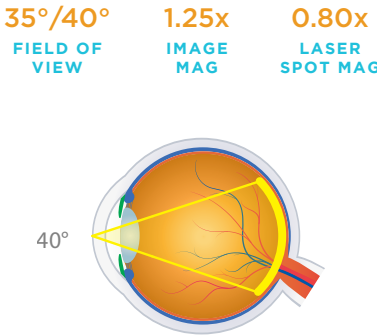 35°/40° 1.25x 0.80x
FIELD OF IMAGE LASER
VIEW MAG SPOT MAG
40°